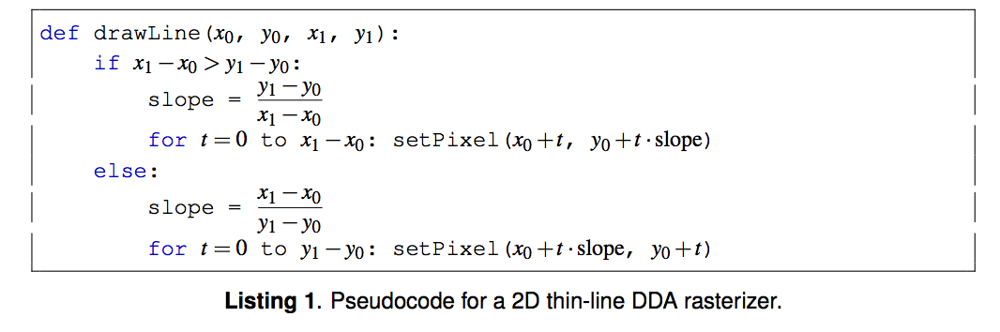 def drawLine(x₀, y₀, x₁, y₁):
if x₁ − x₀ > y₁ − y₀:
slope = (y₁ − y₀)/(x₁ − x₀)
for t = 0 to x₁ − x₀: setPixel(x₀ + t, y₀ + t · slope)
else:
slope = (x₁ − x₀)/(y₁ − y₀)
for t = 0 to y₁ − y₀: setPixel(x₀ + t · slope, y₀ + t)
Listing 1. Pseudocode for a 2D thin-line DDA rasterizer.